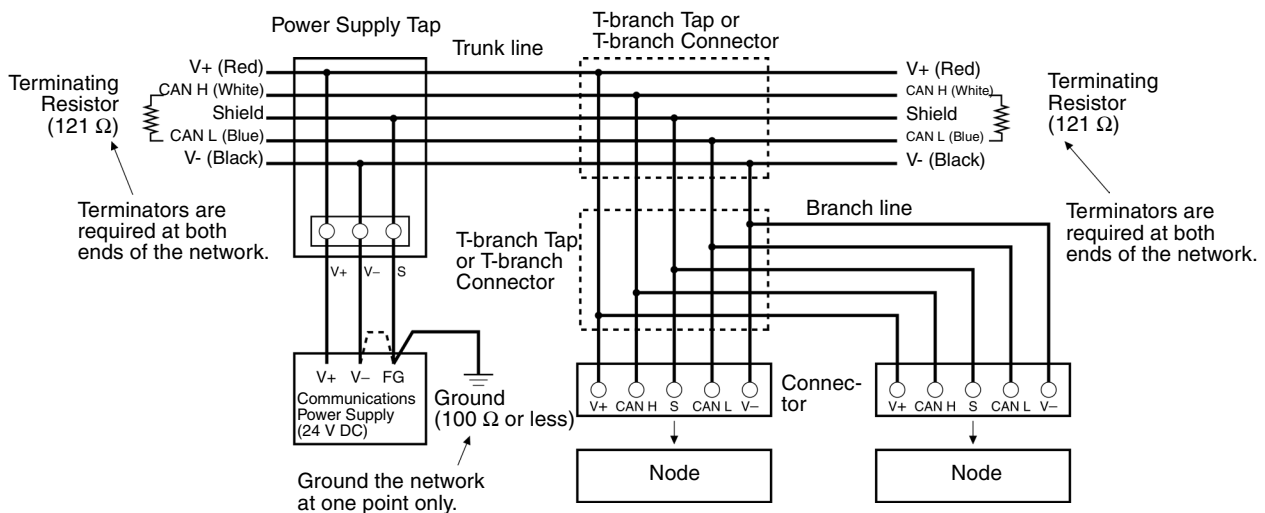 Power Supply Tap
T-branch Tap or
T-branch Connector
Trunk line
V+ (Red)
CAN H (White)
Shield
CAN L (Blue)
V- (Black)
Terminating
Resistor
(121 Ω)
Terminators are
required at both
ends of the network.
V+ (Red)
CAN H (White)
Shield
CAN L (Blue)
V- (Black)
Terminating
Resistor
(121 Ω)
Terminators are
required at both
ends of the network.
Branch line
T-branch Tap
or T-branch
Connector
V+ V– S
V+ V– FG
Communications
Power Supply
(24 V DC)
Ground
(100 Ω or less)
Ground the network
at one point only.
V+ CAN H S CAN L V–
Connec-
tor
V+ CAN H S CAN L V–
Node
Node